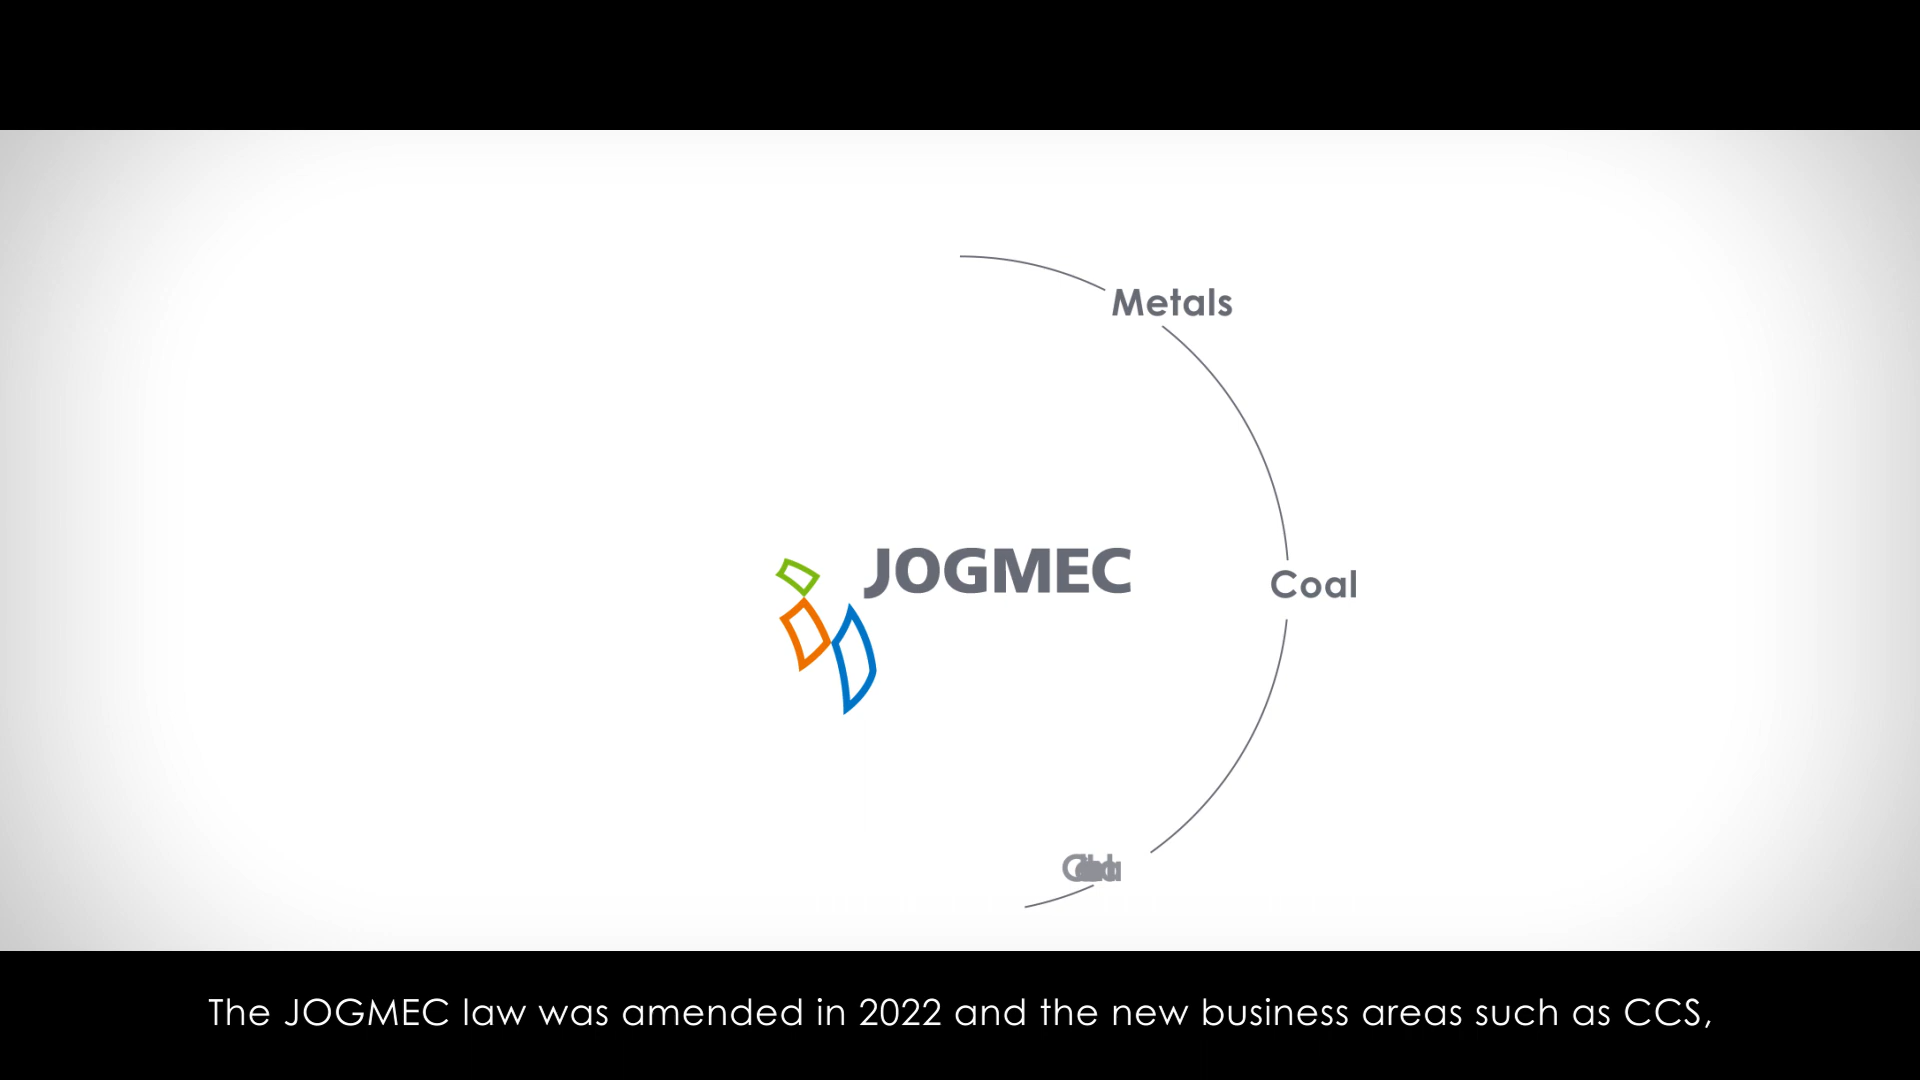 Metals
JOGMEC
Coal
The JOGMEC law was amended in 2022 and the new business areas such as CCS,